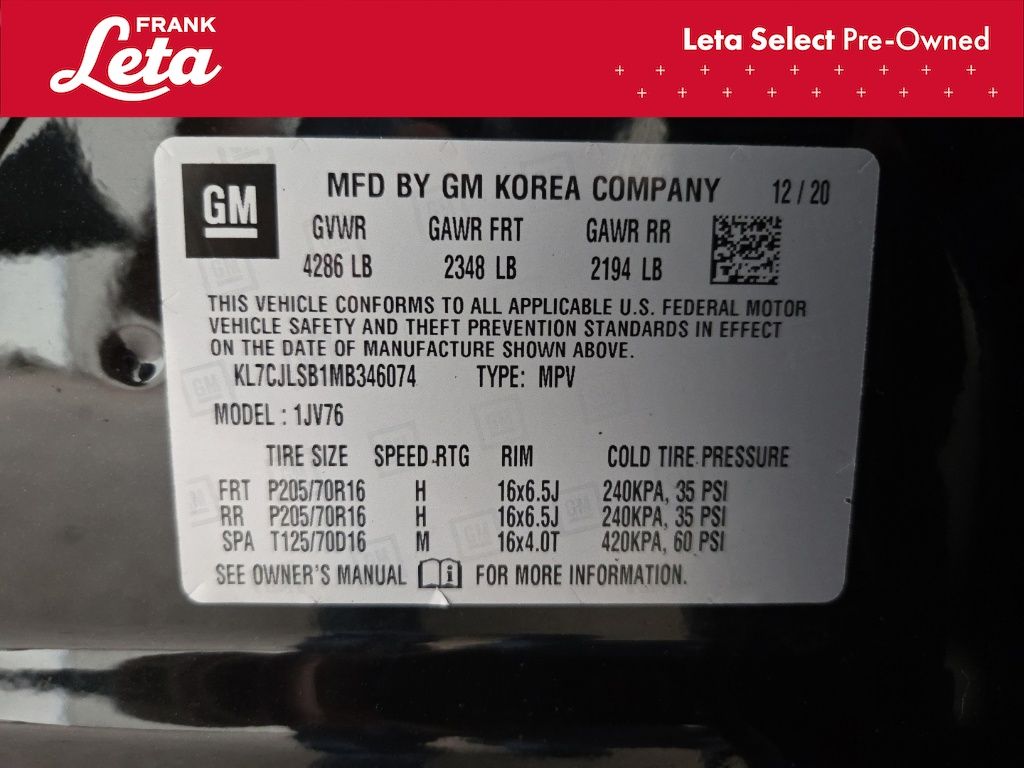 FRANK
Leta
Leta Select Pre-Owned
GM
MFD BY GM KOREA COMPANY 12 / 20
GVWR GAWR FRT GAWR RR
4286 LB 2348 LB 2194 LB
THIS VEHICLE CONFORMS TO ALL APPLICABLE U.S. FEDERAL MOTOR
VEHICLE SAFETY AND THEFT PREVENTION STANDARDS IN EFFECT
ON THE DATE OF MANUFACTURE SHOWN ABOVE.
KL7CJLSB1MB346074 TYPE: MPV
MODEL : 1JV76
TIRE SIZE SPEED RTG RIM COLD TIRE PRESSURE
FRT P205/70R16 H 16x6.5J 240KPA, 35 PSI
RR P205/70R16 H 16x6.5J 240KPA, 35 PSI
SPA T125/70D16 M 16x4.0T 420KPA, 60 PSI
SEE OWNER'S MANUAL i FOR MORE INFORMATION.